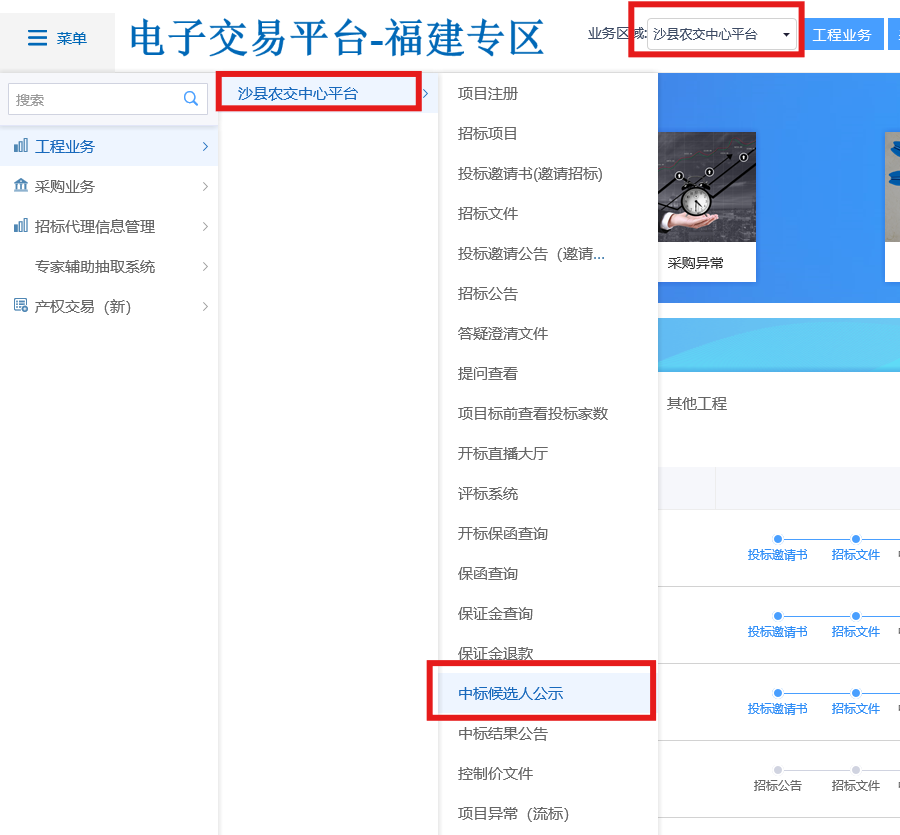 菜单
电子交易平台-福建专区
业务区域:
沙县农交中心平台
工程业务
搜索
工程业务
采购业务
招标代理信息管理
专家辅助抽取系统
产权交易（新）
沙县农交中心平台
项目注册
招标项目
投标邀请书(邀请招标)
招标文件
投标邀请公告（邀请...
招标公告
答疑澄清文件
提问查看
项目标前查看投标家数
开标直播大厅
评标系统
开标保函查询
保函查询
保证金查询
保证金退款
中标候选人公示
中标结果公告
控制价文件
项目异常（流标）
采购异常
其他工程
投标邀请书
招标文件
投标邀请书
招标文件
投标邀请书
招标文件
招标公告
招标文件